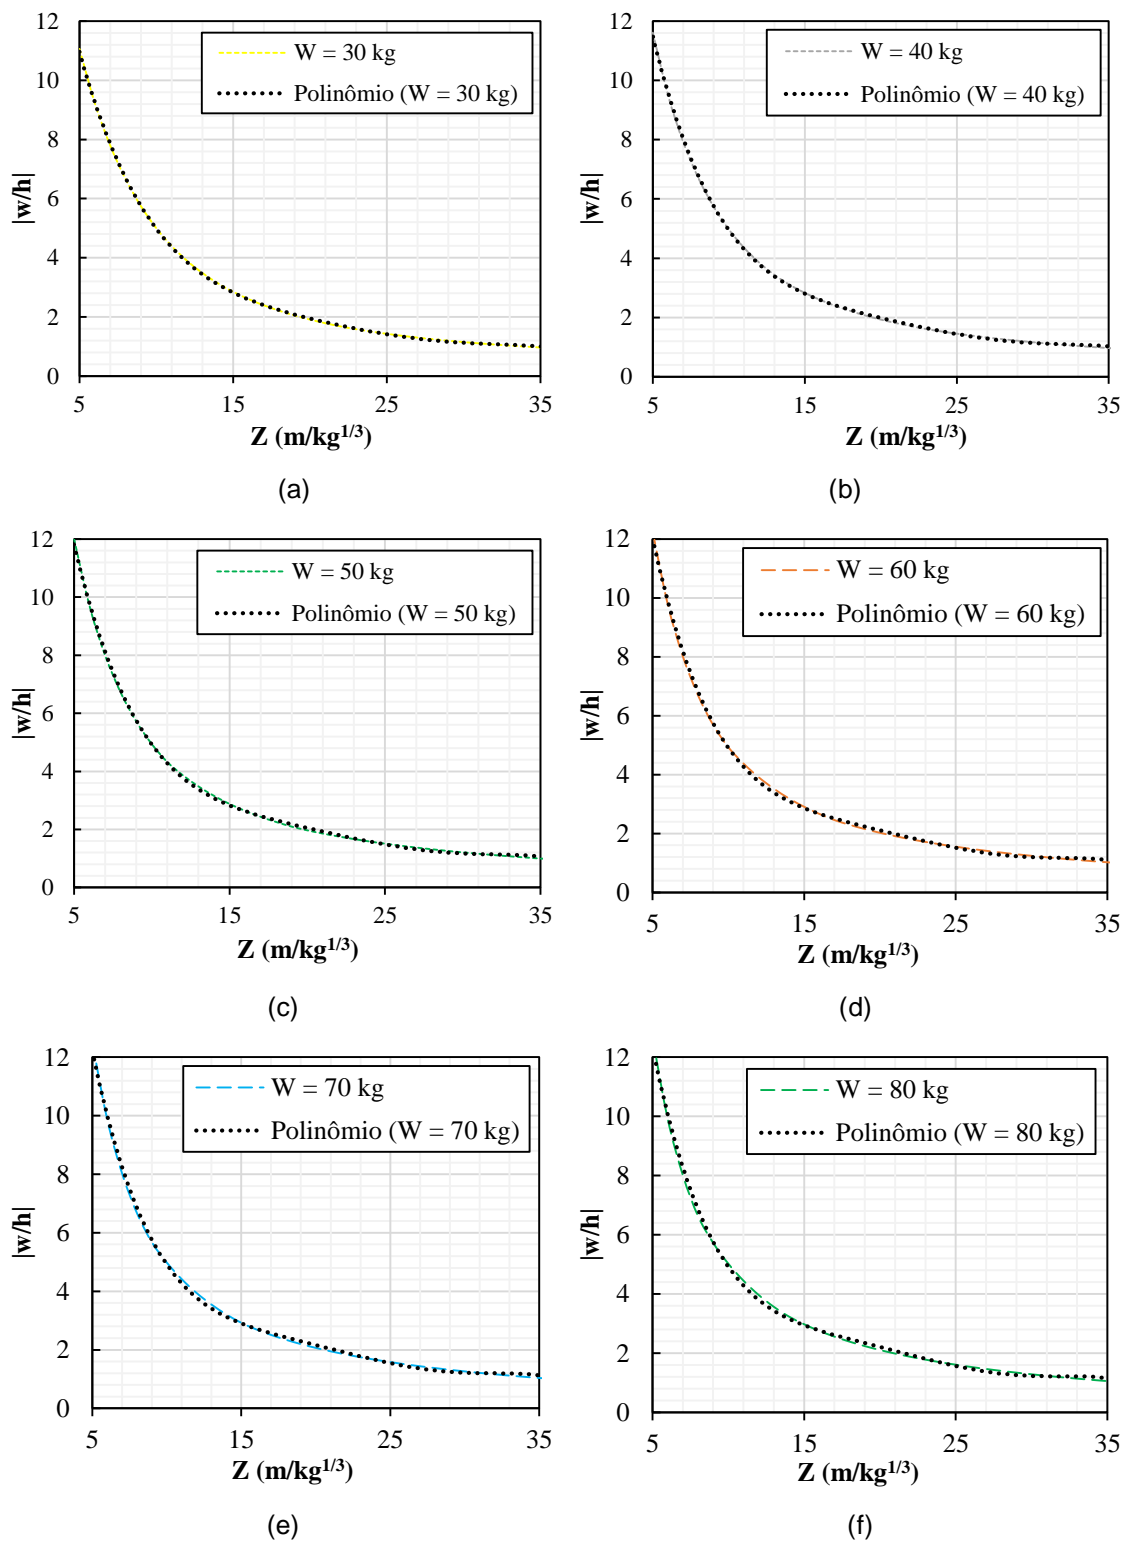 12
10
8
6
4
2
0
|w/h|
W = 30 kg
Polinômio (W = 30 kg)
5 15 25 35
Z (m/kg1/3)
(a)
12
10
8
6
4
2
0
|w/h|
W = 40 kg
Polinômio (W = 40 kg)
5 15 25 35
Z (m/kg1/3)
(b)
12
10
8
6
4
2
0
|w/h|
W = 50 kg
Polinômio (W = 50 kg)
5 15 25 35
Z (m/kg1/3)
(c)
12
10
8
6
4
2
0
|w/h|
W = 60 kg
Polinômio (W = 60 kg)
5 15 25 35
Z (m/kg1/3)
(d)
12
10
8
6
4
2
0
|w/h|
W = 70 kg
Polinômio (W = 70 kg)
5 15 25 35
Z (m/kg1/3)
(e)
12
10
8
6
4
2
0
|w/h|
W = 80 kg
Polinômio (W = 80 kg)
5 15 25 35
Z (m/kg1/3)
(f)